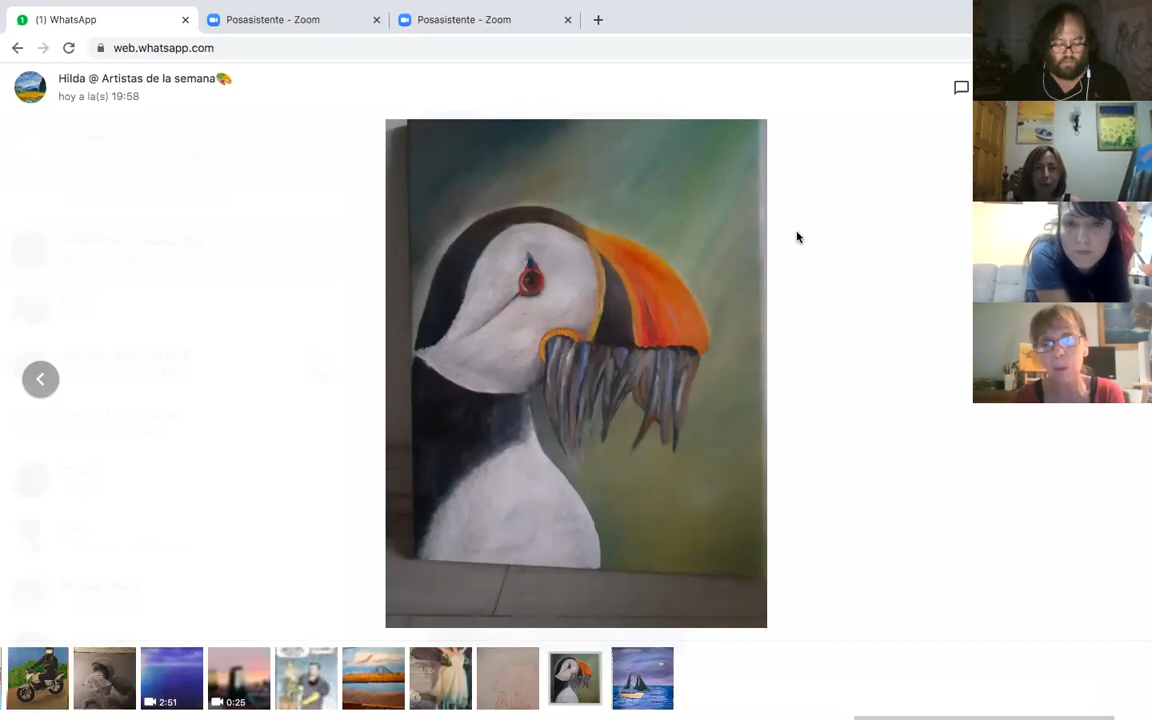 (1) WhatsApp
Posasistente - Zoom
Posasistente - Zoom
web.whatsapp.com
Hilda @ Artistas de la semana🎨
hoy a la(s) 19:58
2:51
0:25